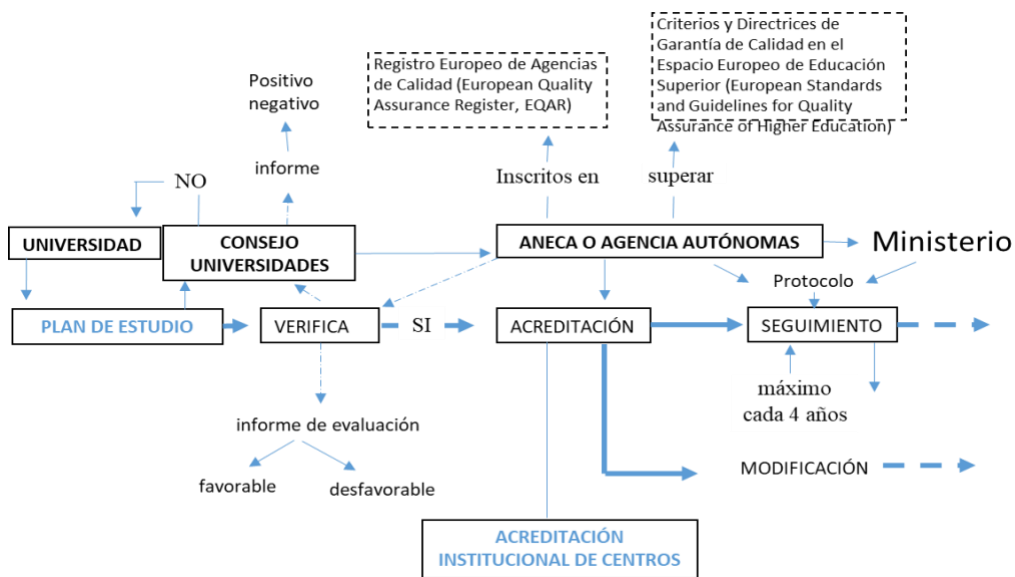 Criterios y Directrices de
Garantía de Calidad en el
Espacio Europeo de Educación
Superior (European Standards
and Guidelines for Quality
Assurance of Higher Education)
Registro Europeo de Agencias
de Calidad (European Quality
Assurance Register, EQAR)
Positivo
negativo
informe
Inscritos en
superar
NO
UNIVERSIDAD
CONSEJO
UNIVERSIDADES
ANECA O AGENCIA AUTÓNOMAS
Ministerio
Protocolo
PLAN DE ESTUDIO
VERIFICA
SI
ACREDITACIÓN
SEGUIMIENTO
máximo
cada 4 años
informe de evaluación
favorable
desfavorable
MODIFICACIÓN
ACREDITACIÓN
INSTITUCIONAL DE CENTROS